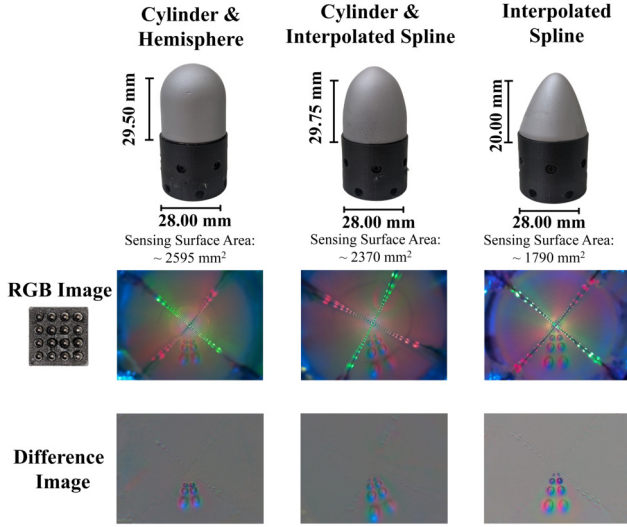 Cylinder &
Hemisphere
Cylinder &
Interpolated Spline
Interpolated
Spline
29.50 mm
29.75 mm
20.00 mm
28.00 mm
28.00 mm
28.00 mm
Sensing Surface Area:
~ 2595 mm²
Sensing Surface Area:
~ 2370 mm²
Sensing Surface Area:
~ 1790 mm²
RGB Image
Difference
Image